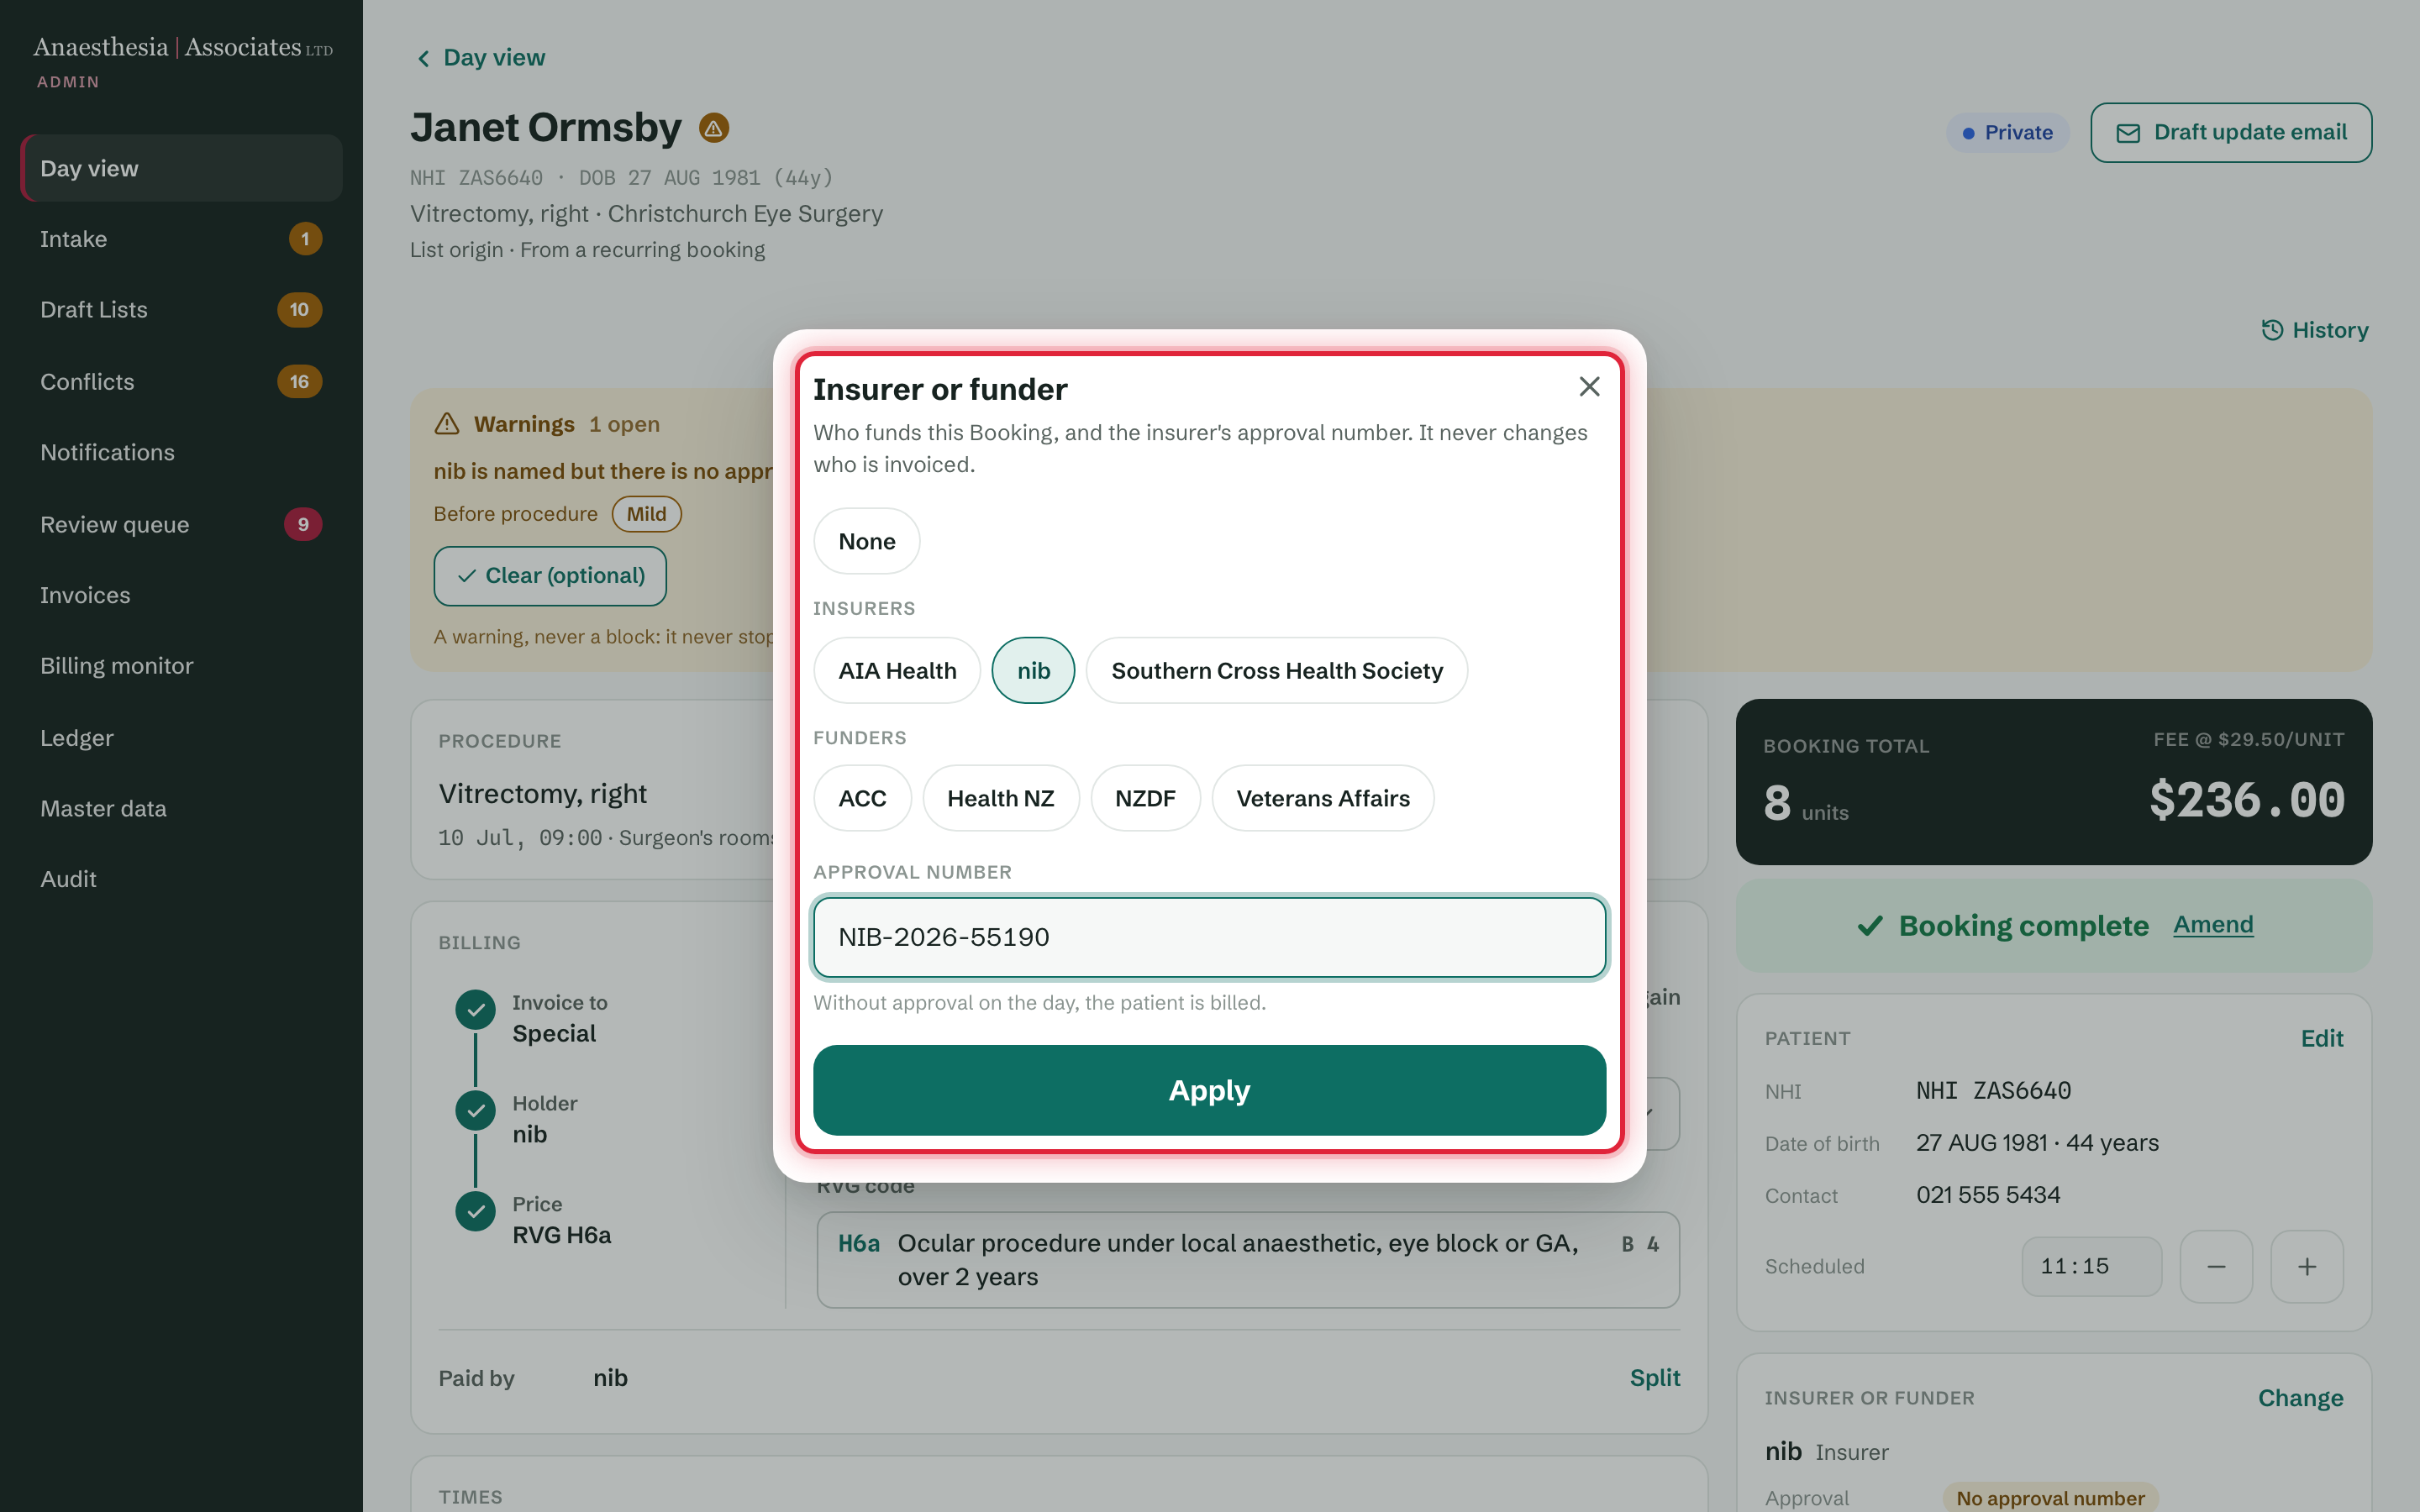 Anaesthesia | Associates LTD
ADMIN
Day view
Intake 1
Draft Lists 10
Conflicts 16
Notifications
Review queue 9
Invoices
Billing monitor
Ledger
Master data
Audit
Day view
Janet Ormsby
NHI ZAS6640 · DOB 27 AUG 1981 (44y)
Vitrectomy, right · Christchurch Eye Surgery
List origin · From a recurring booking
Private
Draft update email
History
Warnings 1 open
nib is named but there is no appr
Before procedure Mild
Clear (optional)
A warning, never a block: it never stop
Insurer or funder
Who funds this Booking, and the insurer's approval number. It never changes
who is invoiced.
None
INSURERS
AIA Health nib Southern Cross Health Society
FUNDERS
ACC Health NZ NZDF Veterans Affairs
APPROVAL NUMBER
NIB-2026-55190
Without approval on the day, the patient is billed.
Apply
PROCEDURE
Vitrectomy, right
10 Jul, 09:00 · Surgeon's rooms
BILLING
Invoice to
Special
Holder
nib
Price
RVG H6a
gain
RVG code
H6a Ocular procedure under local anaesthetic, eye block or GA, B 4
over 2 years
Paid by nib Split
TIMES
BOOKING TOTAL FEE @ $29.50/UNIT
8 units $236.00
Booking complete Amend
PATIENT Edit
NHI NHI ZAS6640
Date of birth 27 AUG 1981 · 44 years
Contact 021 555 5434
Scheduled 11:15
INSURER OR FUNDER Change
nib Insurer
Approval No approval number